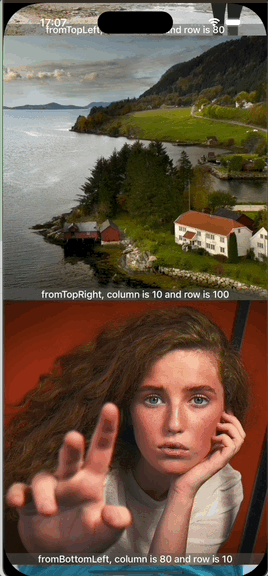 17:07
fromTopLeft, and row is 80
fromTopRight, column is 10 and row is 100
fromBottomLeft, column is 80 and row is 10